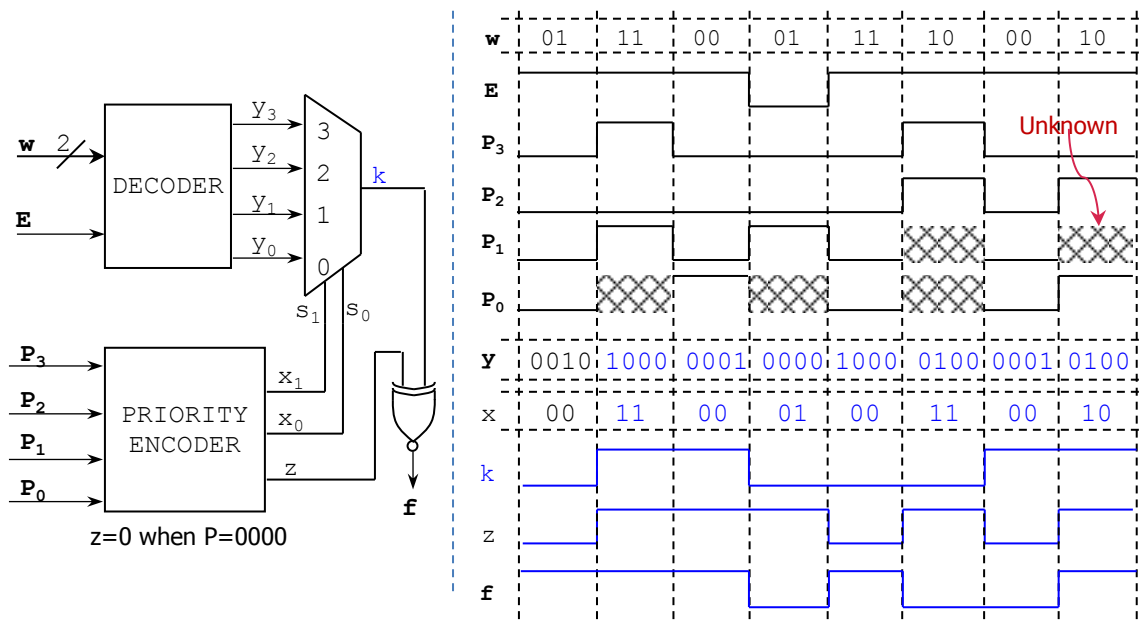 w 2
E
DECODER
y3
y2
y1
y0
3
2
1
0
k
s1 s0
P3
P2
P1
P0
PRIORITY
ENCODER
x1
x0
z
f
z=0 when P=0000
w 01 11 00 01 11 10 00 10
E
Unknown
P3
P2
P1
P0
y 0010 1000 0001 0000 1000 0100 0001 0100
x 00 11 00 01 00 11 00 10
k
z
f